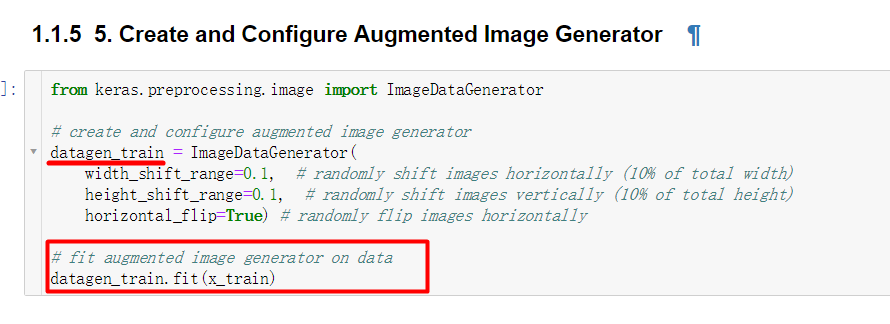 1.1.5 5. Create and Configure Augmented Image Generator ¶
]:
from keras.preprocessing.image import ImageDataGenerator
# create and configure augmented image generator
datagen_train = ImageDataGenerator(
width_shift_range=0.1, # randomly shift images horizontally (10% of total width)
height_shift_range=0.1, # randomly shift images vertically (10% of total height)
horizontal_flip=True) # randomly flip images horizontally
# fit augmented image generator on data
datagen_train.fit(x_train)